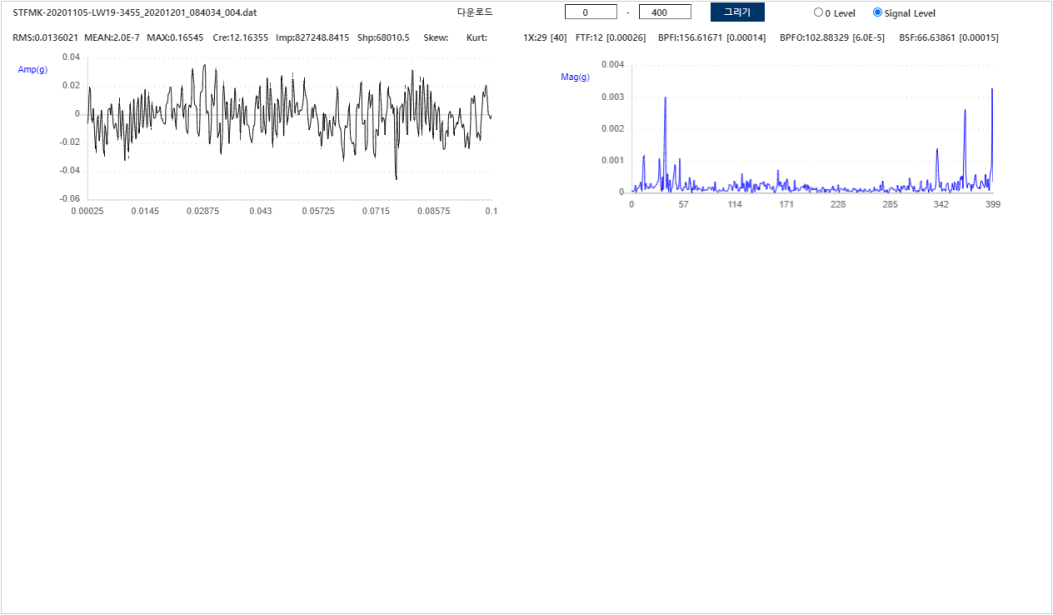 STFMK-20201105-LW19-3455_20201201_084034_004.dat 다운로드 0 - 400 그리기 0 Level Signal Level
RMS:0.0136021 MEAN:2.0E-7 MAX:0.16545 Cre:12.16355 Imp:827248.8415 Shp:68010.5 Skew: Kurt: 1X:29 [40] FTF:12 [0.00026] BPFI:156.61671 [0.00014] BPFO:102.88329 [6.0E-5] BSF:66.63861 [0.00015]
Amp(g)
0.04
0.02
0
-0.02
-0.04
-0.06
0.00025 0.0145 0.02875 0.043 0.05725 0.0715 0.08575 0.1
Mag(g)
0.004
0.003
0.002
0.001
0
0 57 114 171 228 285 342 399